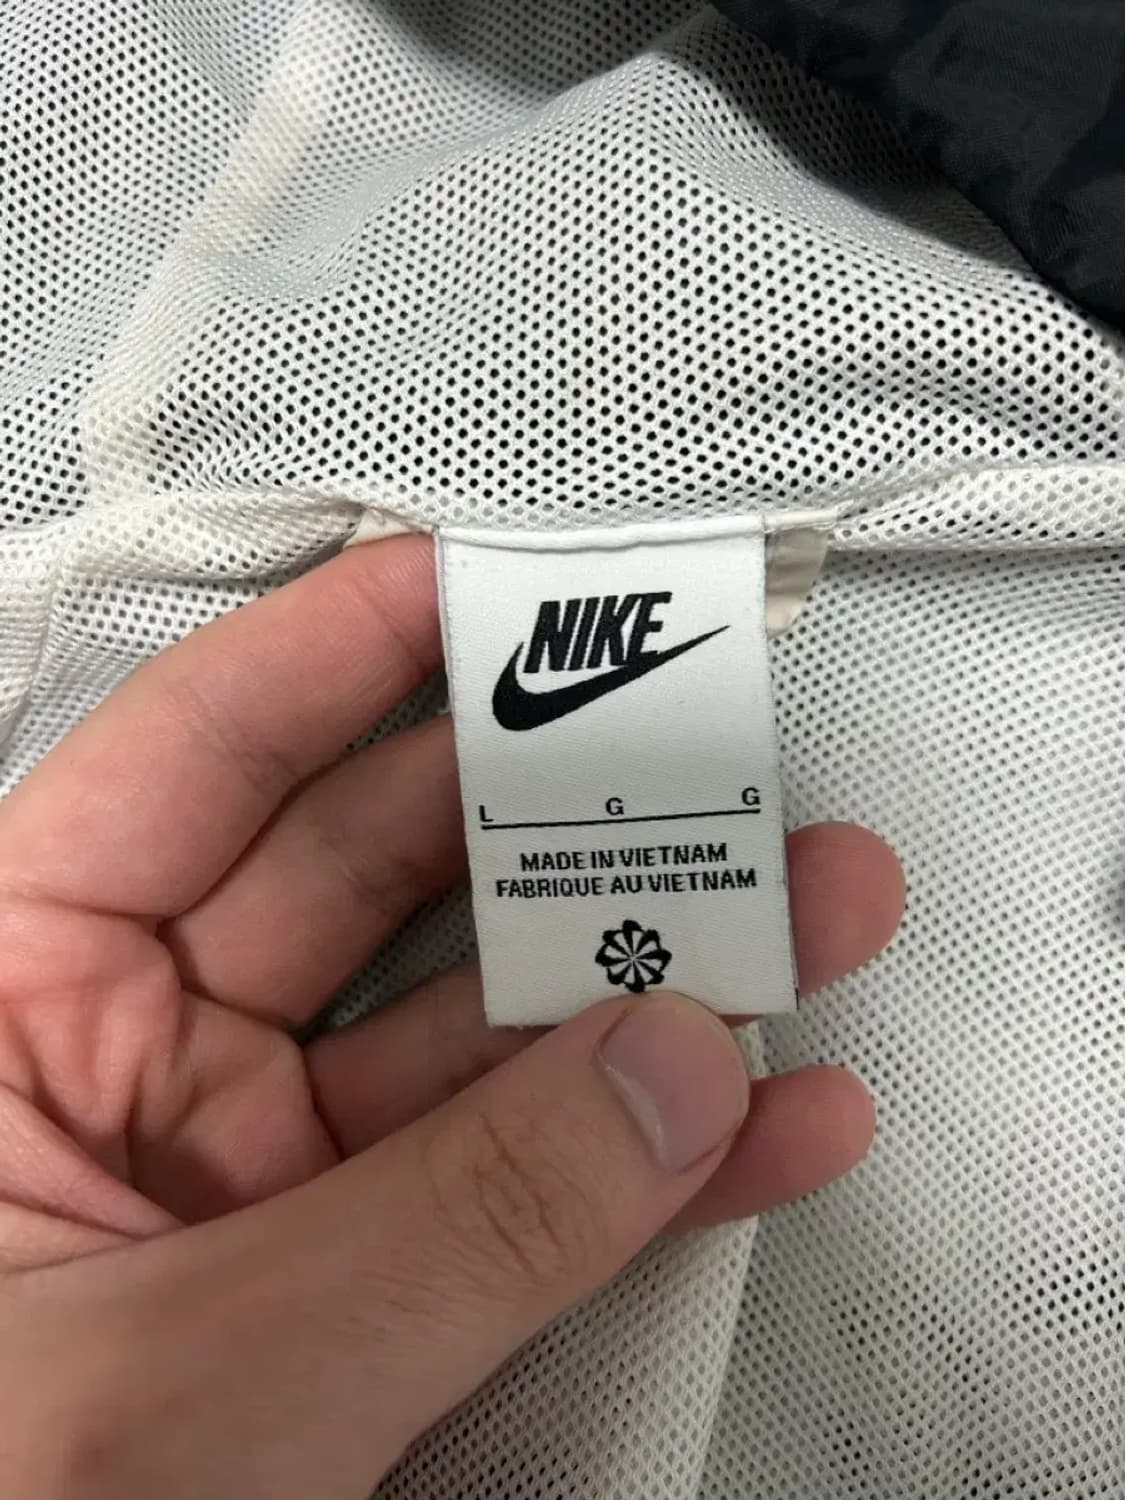 NIKE
L G G
MADE IN VIETNAM
FABRIQUE AU VIETNAM